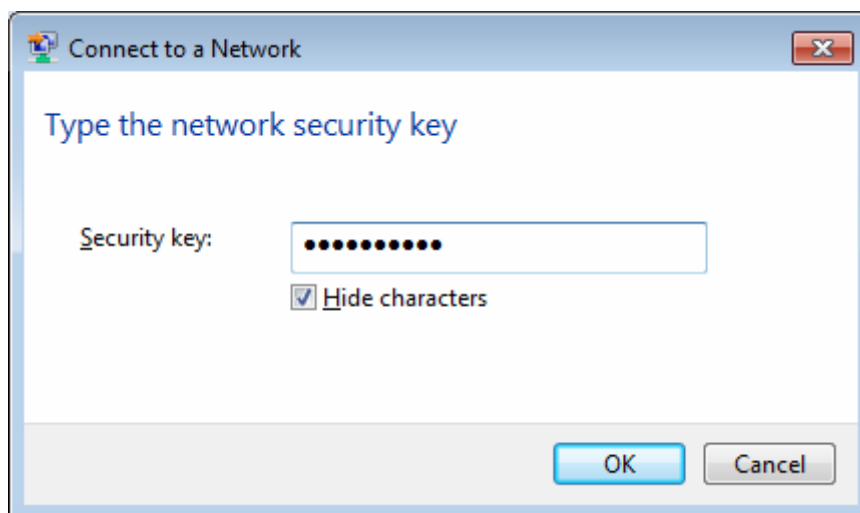 Connect to a Network
Type the network security key
Security key: ••••••••••
Hide characters
OK Cancel